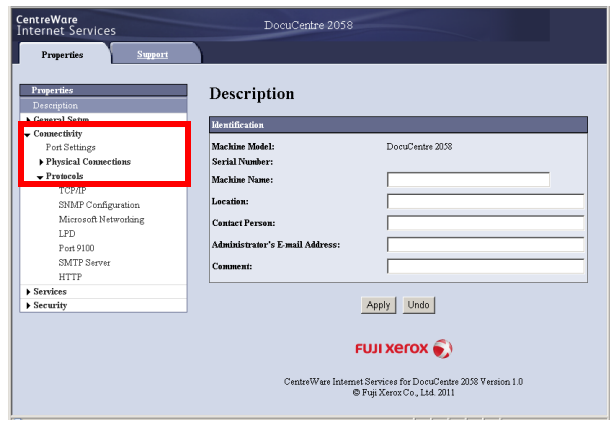 CentreWare
Internet Services
DocuCentre 2058
Properties
Support
Properties
Description
General Setup
Connectivity
Port Settings
Physical Connections
Protocols
TCP/IP
SNMP Configuration
Microsoft Networking
LPD
Port 9100
SMTP Server
HTTP
Services
Security
Description
Identification
Machine Model: DocuCentre 2058
Serial Number:
Machine Name:
Location:
Contact Person:
Administrator's E-mail Address:
Comment:
Apply Undo
FUJI xerox
CentreWare Internet Services for DocuCentre 2058 Version 1.0
© Fuji Xerox Co., Ltd. 2011